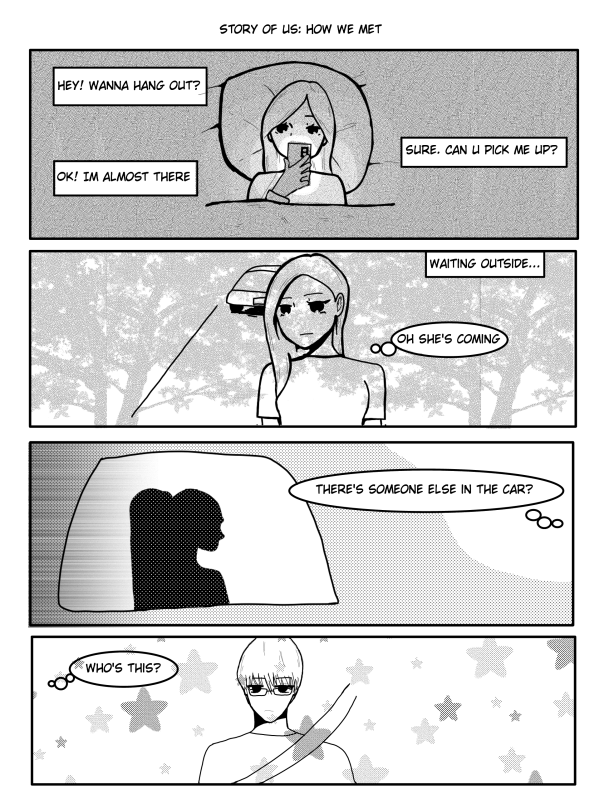 STORY OF US: HOW WE MET
HEY! WANNA HANG OUT?
SURE. CAN U PICK ME UP?
OK! IM ALMOST THERE
WAITING OUTSIDE...
OH SHE'S COMING
THERE'S SOMEONE ELSE IN THE CAR?
WHO'S THIS?